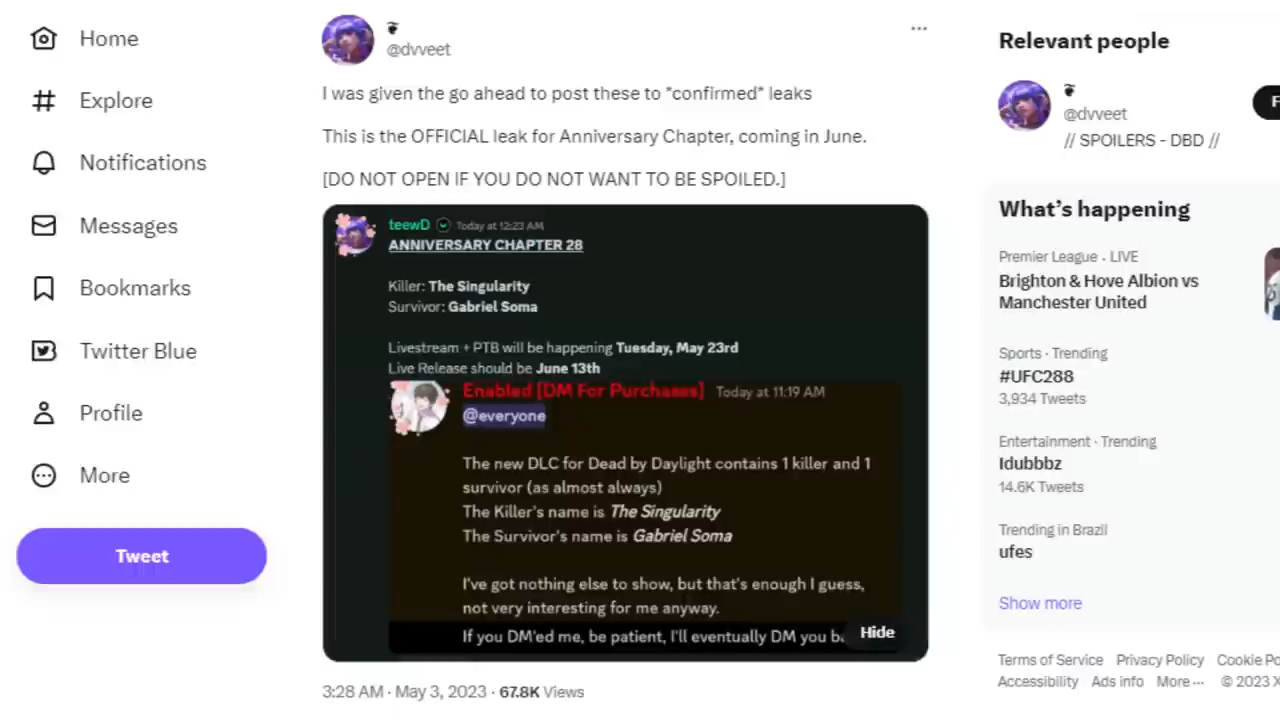 Home
Explore
Notifications
Messages
Bookmarks
Twitter Blue
Profile
More
Tweet
@dvveet
I was given the go ahead to post these to *confirmed* leaks
This is the OFFICIAL leak for Anniversary Chapter, coming in June.
[DO NOT OPEN IF YOU DO NOT WANT TO BE SPOILED.]
teewD Today at 12:23 AM
ANNIVERSARY CHAPTER 28
Killer: The Singularity
Survivor: Gabriel Soma
Livestream + PTB will be happening Tuesday, May 23rd
Live Release should be June 13th
Enabled [DM For Purchases] Today at 11:19 AM
@everyone
The new DLC for Dead by Daylight contains 1 killer and 1
survivor (as almost always)
The Killer's name is The Singularity
The Survivor's name is Gabriel Soma
I've got nothing else to show, but that's enough I guess,
not very interesting for me anyway.
If you DM'ed me, be patient, I'll eventually DM you
Hide
3:28 AM · May 3, 2023 · 67.8K Views
Relevant people
@dvveet
// SPOILERS - DBD //
What's happening
Premier League · LIVE
Brighton & Hove Albion vs
Manchester United
Sports · Trending
#UFC288
3,934 Tweets
Entertainment · Trending
Idubbbz
14.6K Tweets
Trending in Brazil
ufes
Show more
Terms of Service Privacy Policy Cookie
Accessibility Ads info More ··· © 2023 X